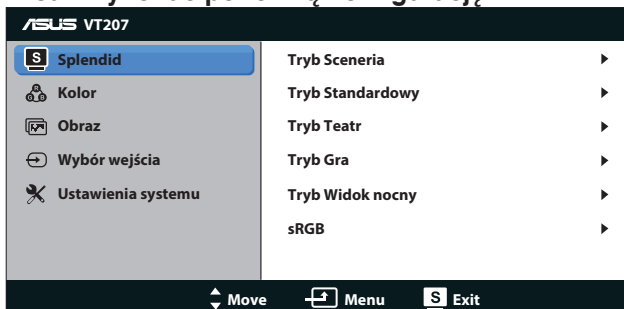 ASUS VT207
S Splendid
Kolor
Obraz
Wybór wejścia
Ustawienia systemu
Tryb Sceneria
Tryb Standardowy
Tryb Teatr
Tryb Gra
Tryb Widok nocny
sRGB
Move Menu S Exit